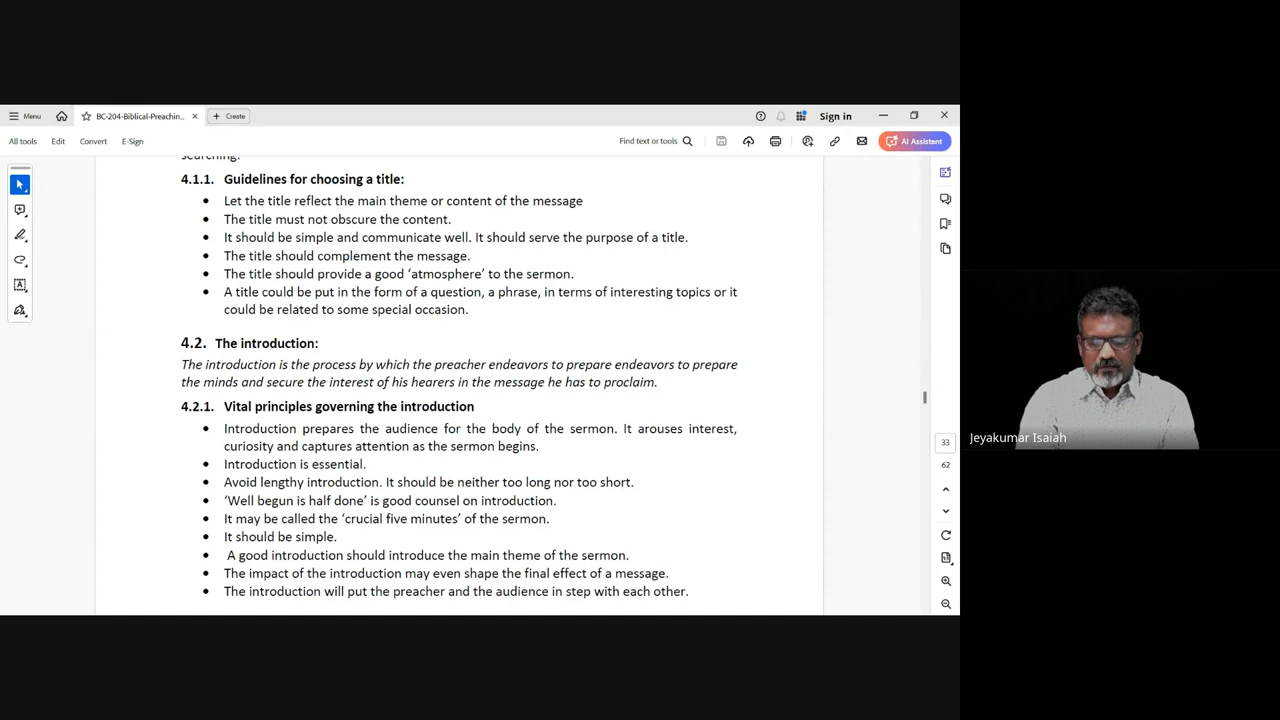 Menu
BC-204-Biblical-Preachin...
Create
Sign in
All tools
Edit
Convert
E-Sign
Find text or tools
AI Assistant
searching.
4.1.1. Guidelines for choosing a title:
• Let the title reflect the main theme or content of the message
• The title must not obscure the content.
• It should be simple and communicate well. It should serve the purpose of a title.
• The title should complement the message.
• The title should provide a good ‘atmosphere’ to the sermon.
• A title could be put in the form of a question, a phrase, in terms of interesting topics or it
could be related to some special occasion.
4.2. The introduction:
The introduction is the process by which the preacher endeavors to prepare endeavors to prepare
the minds and secure the interest of his hearers in the message he has to proclaim.
4.2.1. Vital principles governing the introduction
• Introduction prepares the audience for the body of the sermon. It arouses interest,
curiosity and captures attention as the sermon begins.
• Introduction is essential.
• Avoid lengthy introduction. It should be neither too long nor too short.
• ‘Well begun is half done’ is good counsel on introduction.
• It may be called the ‘crucial five minutes’ of the sermon.
• It should be simple.
• A good introduction should introduce the main theme of the sermon.
• The impact of the introduction may even shape the final effect of a message.
• The introduction will put the preacher and the audience in step with each other.
33
62
Jeyakumar Isaiah